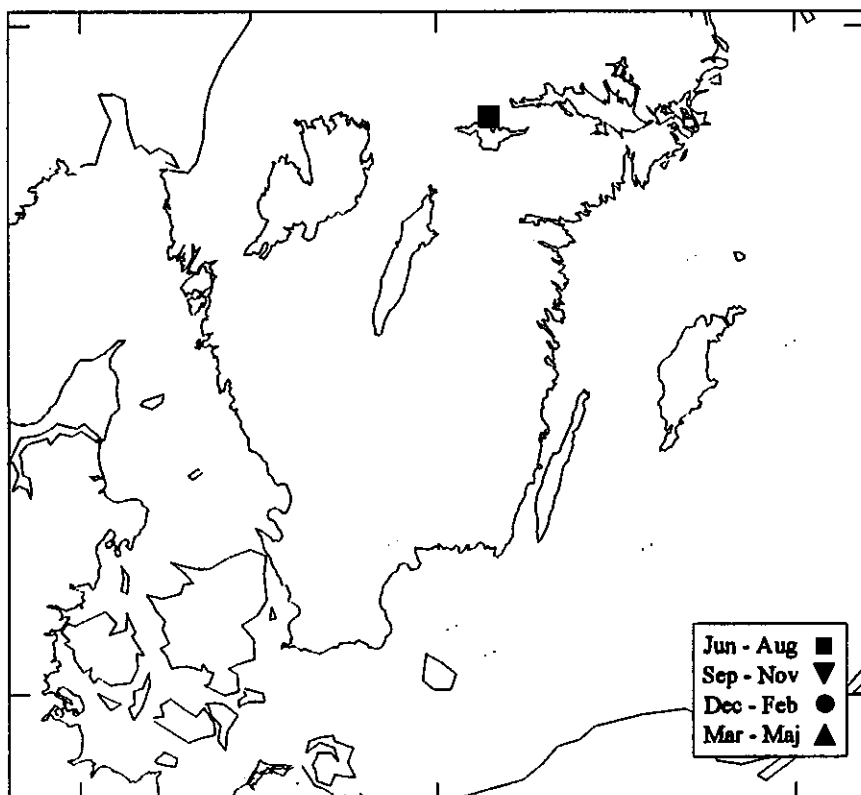 Jun - Aug ■
Sep - Nov ▼
Dec - Feb ●
Mar - Maj ▲